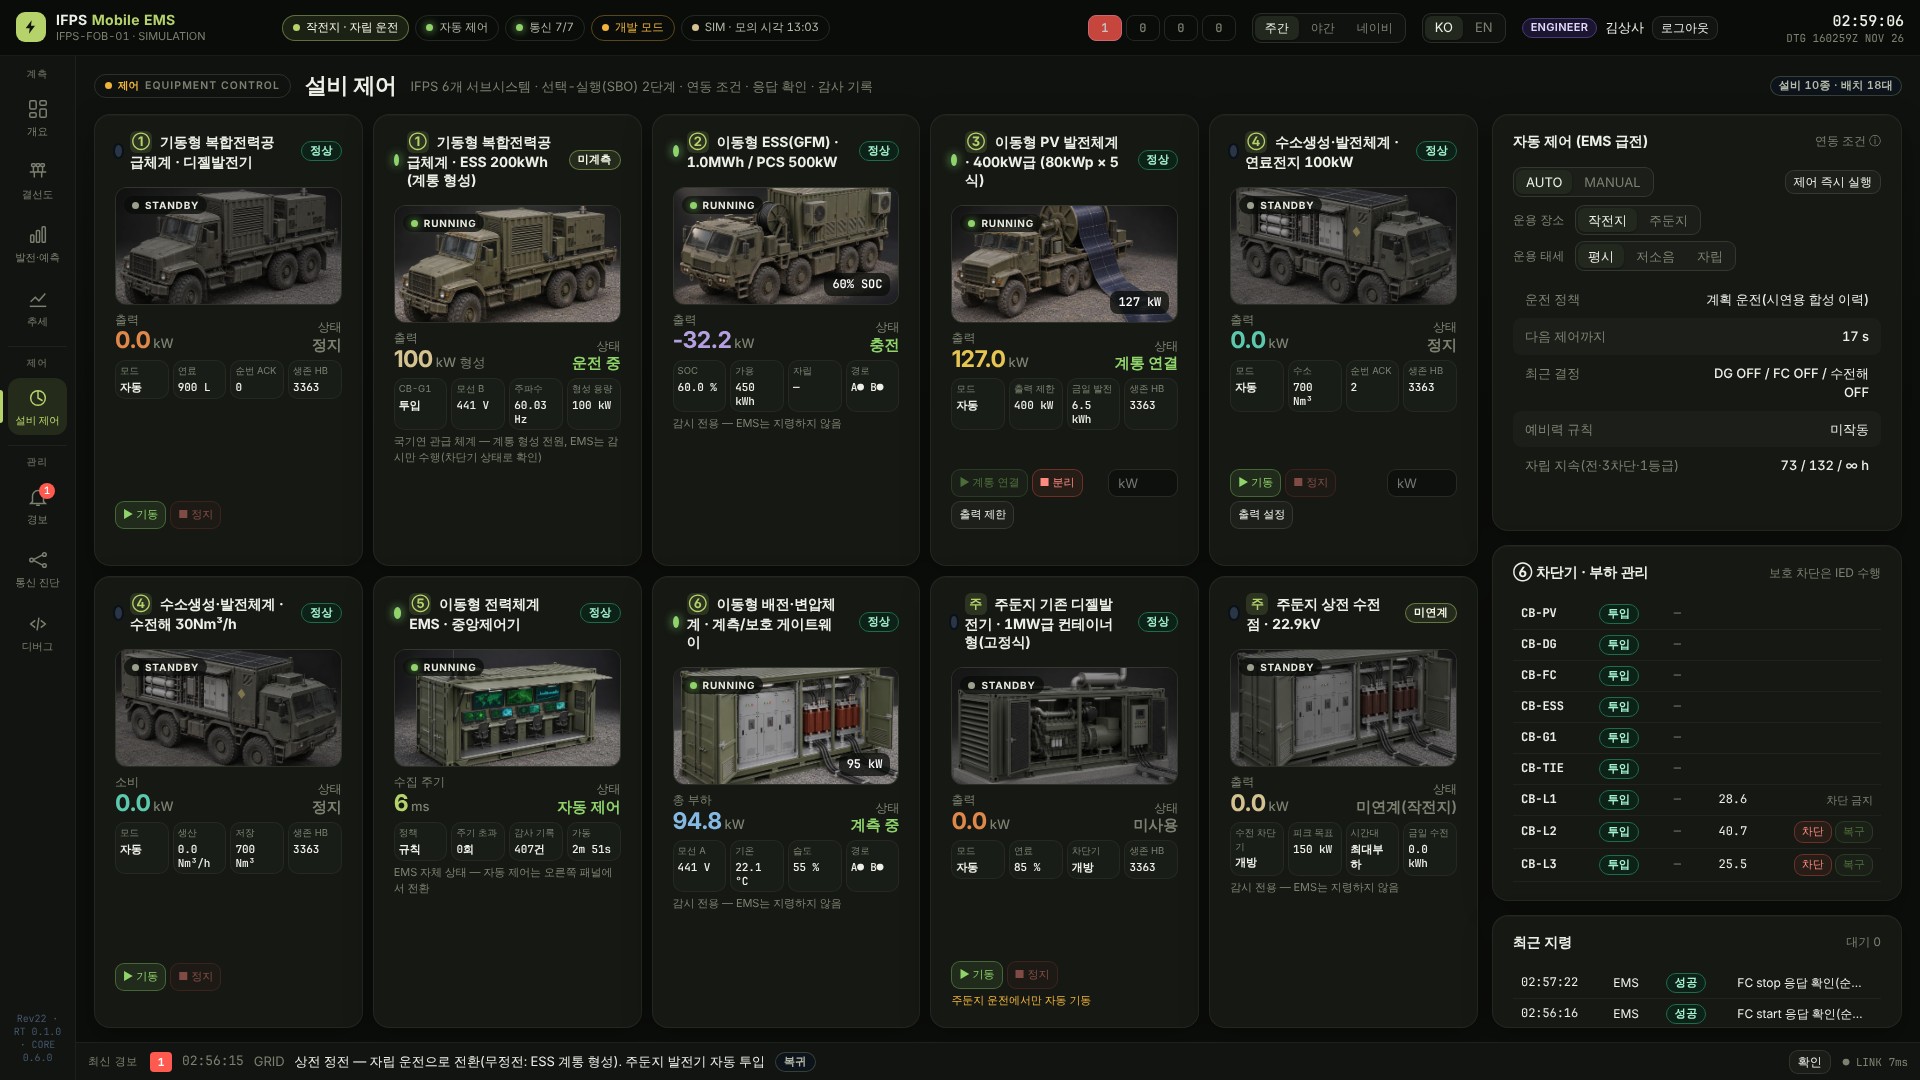 IFPS Mobile EMS
IFPS-FOB-01 · SIMULATION
작전지 · 자립 운전
자동 제어
통신 7/7
개발 모드
SIM · 모의 시각 13:03
1 0 0 0
주간 야간 네이비
KO EN
ENGINEER 김상사 로그아웃
02:59:06
DTG 160259Z NOV 26
계측
개요
결선도
발전·예측
추세
제어
설비 제어
관리
1
경보
통신 진단
디버그
Rev22 ·
RT 0.1.0
· CORE
0.6.0
제어 EQUIPMENT CONTROL
설비 제어
IFPS 6개 서브시스템 · 선택-실행(SBO) 2단계 · 연동 조건 · 응답 확인 · 감사 기록
설비 10종 · 배치 18대
① 기동형 복합전력공
급체계 · 디젤발전기
정상
STANDBY
출력
0.0 kW
상태
정지
모드 연료 순번 ACK 생존 HB
자동 900 L 0 3363
▶ 기동 ■ 정지
① 기동형 복합전력공
급체계 · ESS 200kWh
(계통 형성)
미계측
RUNNING
출력
100 kW 형성
상태
운전 중
CB-G1 모선 B 주파수 형성 용량
투입 441 V 60.03 Hz 100 kW
국기연 관급 체계 — 계통 형성 전원, EMS는 감
시만 수행(차단기 상태로 확인)
② 이동형 ESS(GFM) ·
1.0MWh / PCS 500kW
정상
RUNNING
60% SOC
출력
-32.2 kW
상태
충전
SOC 가용 자립 경로
60.0 % 450 kWh — A● B●
감시 전용 — EMS는 지령하지 않음
③ 이동형 PV 발전체계
· 400kW급 (80kWp × 5
식)
정상
RUNNING
127 kW
출력
127.0 kW
상태
계통 연결
모드 출력 제한 금일 발전 생존 HB
자동 400 kW 6.5 kWh 3363
▶ 계통 연결 ■ 분리 kW
출력 제한
④ 수소생성·발전체계 ·
연료전지 100kW
정상
STANDBY
출력
0.0 kW
상태
정지
모드 수소 순번 ACK 생존 HB
자동 700 Nm³ 2 3363
▶ 기동 ■ 정지 kW
출력 설정
④ 수소생성·발전체계 ·
수전해 30Nm³/h
정상
STANDBY
소비
0.0 kW
상태
정지
모드 생산 저장 생존 HB
자동 0.0 Nm³/h 700 Nm³ 3363
▶ 기동 ■ 정지
⑤ 이동형 전력체계
EMS · 중앙제어기
정상
RUNNING
수집 주기
6 ms
상태
자동 제어
정책 주기 초과 감사 기록 가동
규칙 0회 407건 2m 51s
EMS 자체 상태 — 자동 제어는 오른쪽 패널에
서 전환
⑥ 이동형 배전·변압체
계 · 계측/보호 게이트웨
이
정상
RUNNING
95 kW
총 부하
94.8 kW
상태
계측 중
모선 A 기온 습도 경로
441 V 22.1 °C 55 % A● B●
감시 전용 — EMS는 지령하지 않음
주 주둔지 기존 디젤발
전기 · 1MW급 컨테이너
형(고정식)
정상
STANDBY
출력
0.0 kW
상태
미사용
모드 연료 차단기 생존 HB
자동 85 % 개방 3363
▶ 기동 ■ 정지
주둔지 운전에서만 자동 기동
주 주둔지 상전 수전
점 · 22.9kV
미연계
STANDBY
출력
0.0 kW
상태
미연계(작전지)
수전 차단기 피크 목표 시간대 금일 수전
개방 150 kW 최대부하 0.0 kWh
감시 전용 — EMS는 지령하지 않음
자동 제어 (EMS 급전)
연동 조건 ⓘ
AUTO MANUAL
제어 즉시 실행
운용 장소 작전지 주둔지
운용 태세 평시 저소음 자립
운전 정책 계획 운전(시연용 합성 이력)
다음 제어까지 17 s
최근 결정 DG OFF / FC OFF / 수전해
OFF
예비력 규칙 미작동
자립 지속(전·3차단·1등급) 73 / 132 / ∞ h
⑥ 차단기 · 부하 관리
보호 차단은 IED 수행
CB-PV 투입 —
CB-DG 투입 —
CB-FC 투입 —
CB-ESS 투입 —
CB-G1 투입 —
CB-TIE 투입 —
CB-L1 투입 — 28.6 차단 금지
CB-L2 투입 — 40.7 차단 복구
CB-L3 투입 — 25.5 차단 복구
최근 지령
대기 0
02:57:22 EMS 성공 FC stop 응답 확인(순...
02:56:16 EMS 성공 FC start 응답 확인(순...
최신 경보 1 02:56:15 GRID 상전 정전 — 자립 운전으로 전환(무정전: ESS 계통 형성). 주둔지 발전기 자동 투입 복귀
확인
LINK 7ms